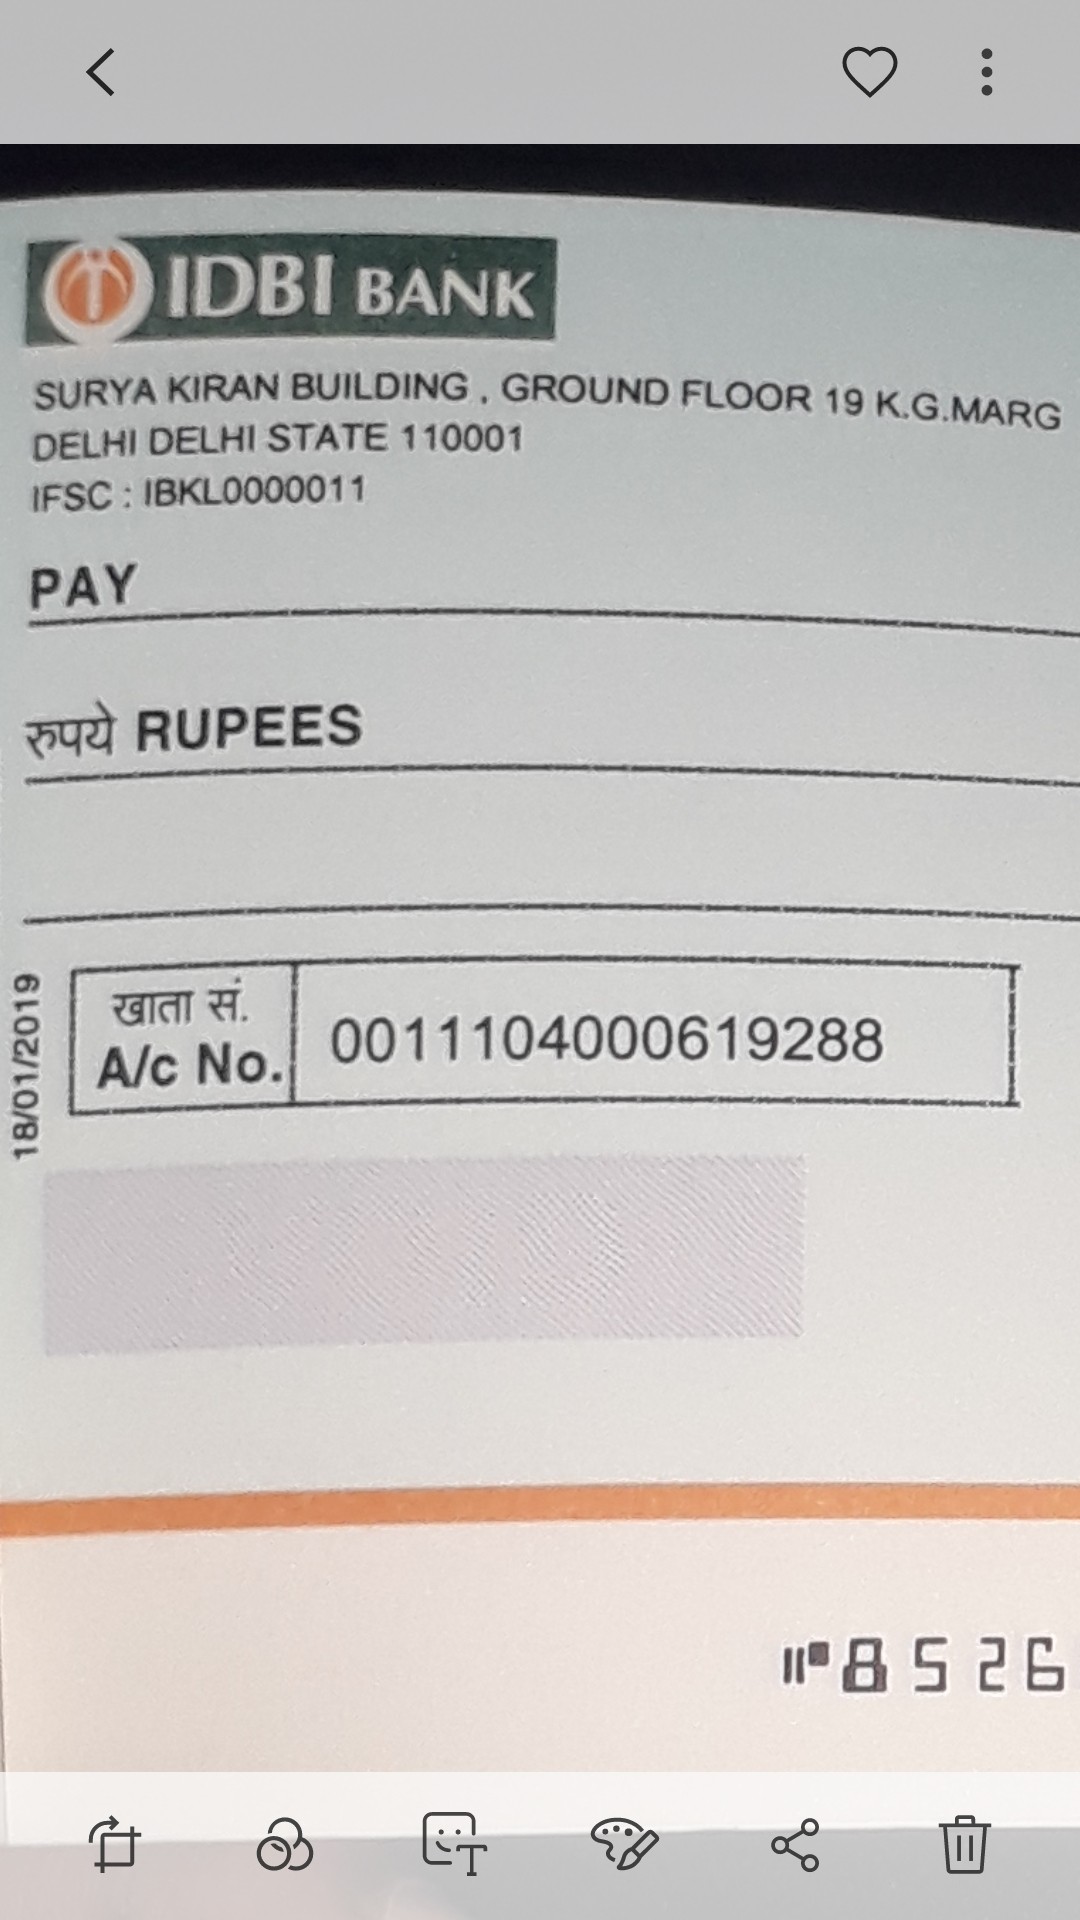 IDBI BANK
SURYA KIRAN BUILDING , GROUND FLOOR 19 K.G.MARG
DELHI DELHI STATE 110001
IFSC : IBKL0000011
PAY
रुपये RUPEES
18/01/2019
खाता सं.
A/c No.
0011104000619288
⑈8526